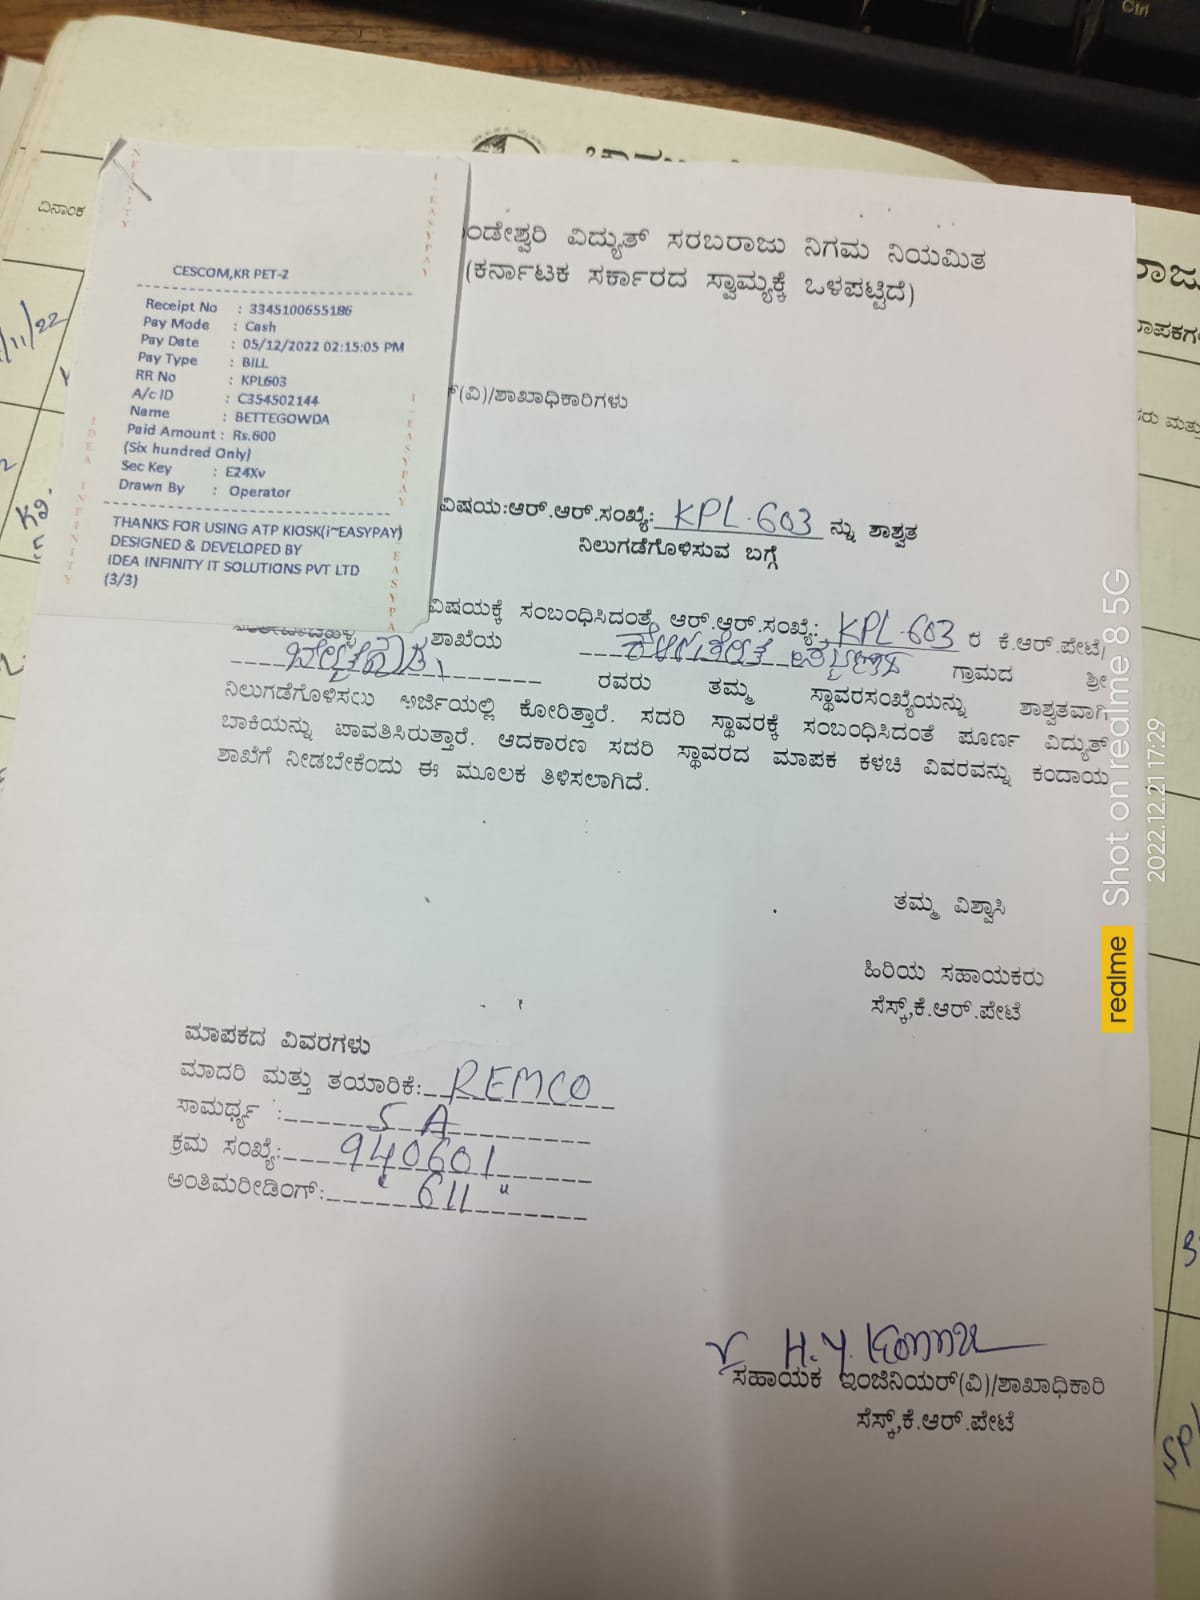 Ctrl
ದಿನಾಂಕ
/11/22
CESCOM,KR PET-2
Receipt No : 3345100655186
Pay Mode : Cash
Pay Date : 05/12/2022 02:15:05 PM
Pay Type : BILL
RR No : KPL603
A/c ID : C354502144
Name : BETTEGOWDA
Paid Amount : Rs.600
(Six hundred Only)
Sec Key : E24Xv
Drawn By : Operator
THANKS FOR USING ATP KIOSK(i~EASYPAY)
DESIGNED & DEVELOPED BY
IDEA INFINITY IT SOLUTIONS PVT LTD
(3/3)
IDEA INFINITY
I-EASYPAY
ಂಡೇಶ್ವರಿ ವಿದ್ಯುತ್ ಸರಬರಾಜು ನಿಗಮ ನಿಯಮಿತ
(ಕರ್ನಾಟಕ ಸರ್ಕಾರದ ಸ್ವಾಮ್ಯಕ್ಕೆ ಒಳಪಟ್ಟಿದೆ)
(ವಿ)/ಶಾಖಾಧಿಕಾರಿಗಳು
ವಿಷಯ:ಆರ್.ಆರ್.ಸಂಖ್ಯೆ: KPL.603 ನ್ನು ಶಾಶ್ವತ
ನಿಲುಗಡೆಗೊಳಿಸುವ ಬಗ್ಗೆ
ವಿಷಯಕ್ಕೆ ಸಂಬಂಧಿಸಿದಂತೆ ಆರ್.ಆರ್.ಸಂಖ್ಯೆ: KPL.603 ರ ಕೆ.ಆರ್.ಪೇಟೆ/
ಶಾಖೆಯ ಗ್ರಾಮದ ಶ್ರೀ
ರವರು ತಮ್ಮ ಸ್ಥಾವರಸಂಖ್ಯೆಯನ್ನು ಶಾಶ್ವತವಾಗಿ
ನಿಲುಗಡೆಗೊಳಿಸಲು ಅರ್ಜಿಯಲ್ಲಿ ಕೋರಿತ್ತಾರೆ. ಸದರಿ ಸ್ಥಾವರಕ್ಕೆ ಸಂಬಂಧಿಸಿದಂತೆ ಪೂರ್ಣ ವಿದ್ಯುತ್
ಬಾಕಿಯನ್ನು ಪಾವತಿಸಿರುತ್ತಾರೆ. ಆದಕಾರಣ ಸದರಿ ಸ್ಥಾವರದ ಮಾಪಕ ಕಳಚಿ ವಿವರವನ್ನು ಕಂದಾಯ
ಶಾಖೆಗೆ ನೀಡಬೇಕೆಂದು ಈ ಮೂಲಕ ತಿಳಿಸಲಾಗಿದೆ.
ತಮ್ಮ ವಿಶ್ವಾಸಿ
ಹಿರಿಯ ಸಹಾಯಕರು
ಸೆಸ್ಕ್,ಕೆ.ಆರ್.ಪೇಟೆ
ಮಾಪಕದ ವಿವರಗಳು
ಮಾದರಿ ಮತ್ತು ತಯಾರಿಕೆ: REMCO
ಸಾಮರ್ಥ್ಯ : 5 A
ಕ್ರಮ ಸಂಖ್ಯೆ: 940601
ಅಂತಿಮರೀಡಿಂಗ್: 611
ಸಹಾಯಕ ಇಂಜಿನಿಯರ್(ವಿ)/ಶಾಖಾಧಿಕಾರಿ
ಸೆಸ್ಕ್,ಕೆ.ಆರ್.ಪೇಟೆ
realme Shot on realme 8 5G
2022.12.21 17:29